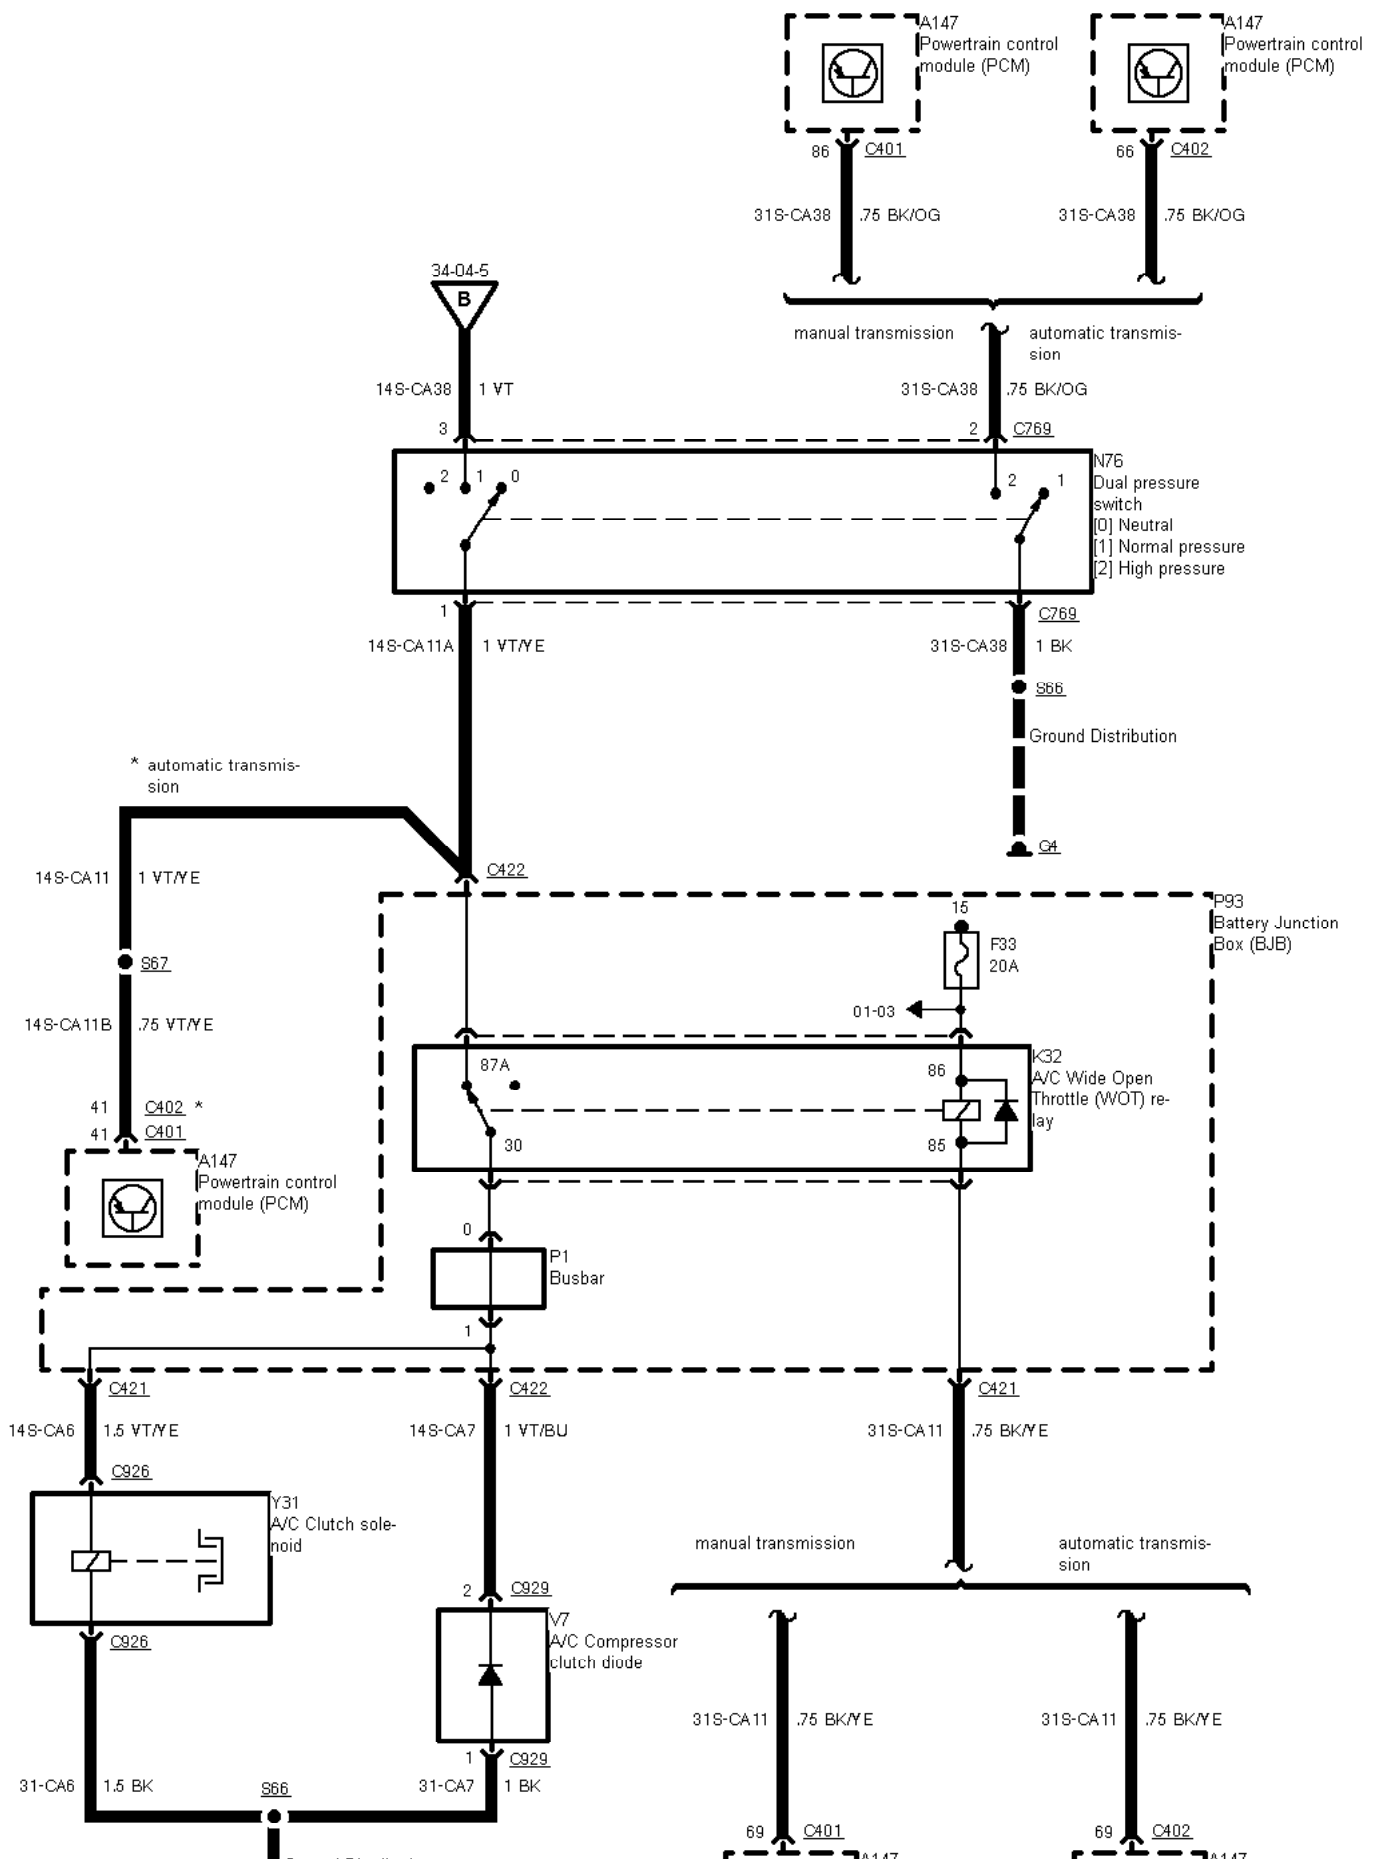 A147
Powertrain control
module (PCM)
A147
Powertrain control
module (PCM)
86 C401
66 C402
31S-CA38 .75 BK/OG
31S-CA38 .75 BK/OG
34-04-5
B
manual transmission
automatic transmis-
sion
14S-CA38 1 VT
31S-CA38 .75 BK/OG
3
2 C769
2 1 0
2 1
N76
Dual pressure
switch
[0] Neutral
[1] Normal pressure
[2] High pressure
1
C769
14S-CA11A 1 VT/YE
31S-CA38 1 BK
S66
Ground Distribution
* automatic transmis-
sion
G4
C422
14S-CA11 1 VT/YE
P93
Battery Junction
Box (BJB)
15
F33
20A
S67
01-03
14S-CA11B .75 VT/YE
87A
86
30
85
K32
A/C Wide Open
Throttle (WOT) re-
lay
41 C402 *
41 C401
A147
Powertrain control
module (PCM)
0
P1
Busbar
1
C421
C422
C421
14S-CA6 1.5 VT/YE
14S-CA7 1 VT/BU
31S-CA11 .75 BK/YE
C926
Y31
A/C Clutch sole-
noid
manual transmission
automatic transmis-
sion
2 C929
C926
V7
A/C Compressor
clutch diode
31S-CA11 .75 BK/YE
31S-CA11 .75 BK/YE
1 C929
31-CA6 1.5 BK
S66
31-CA7 1 BK
69 C401
69 C402
A147
A147